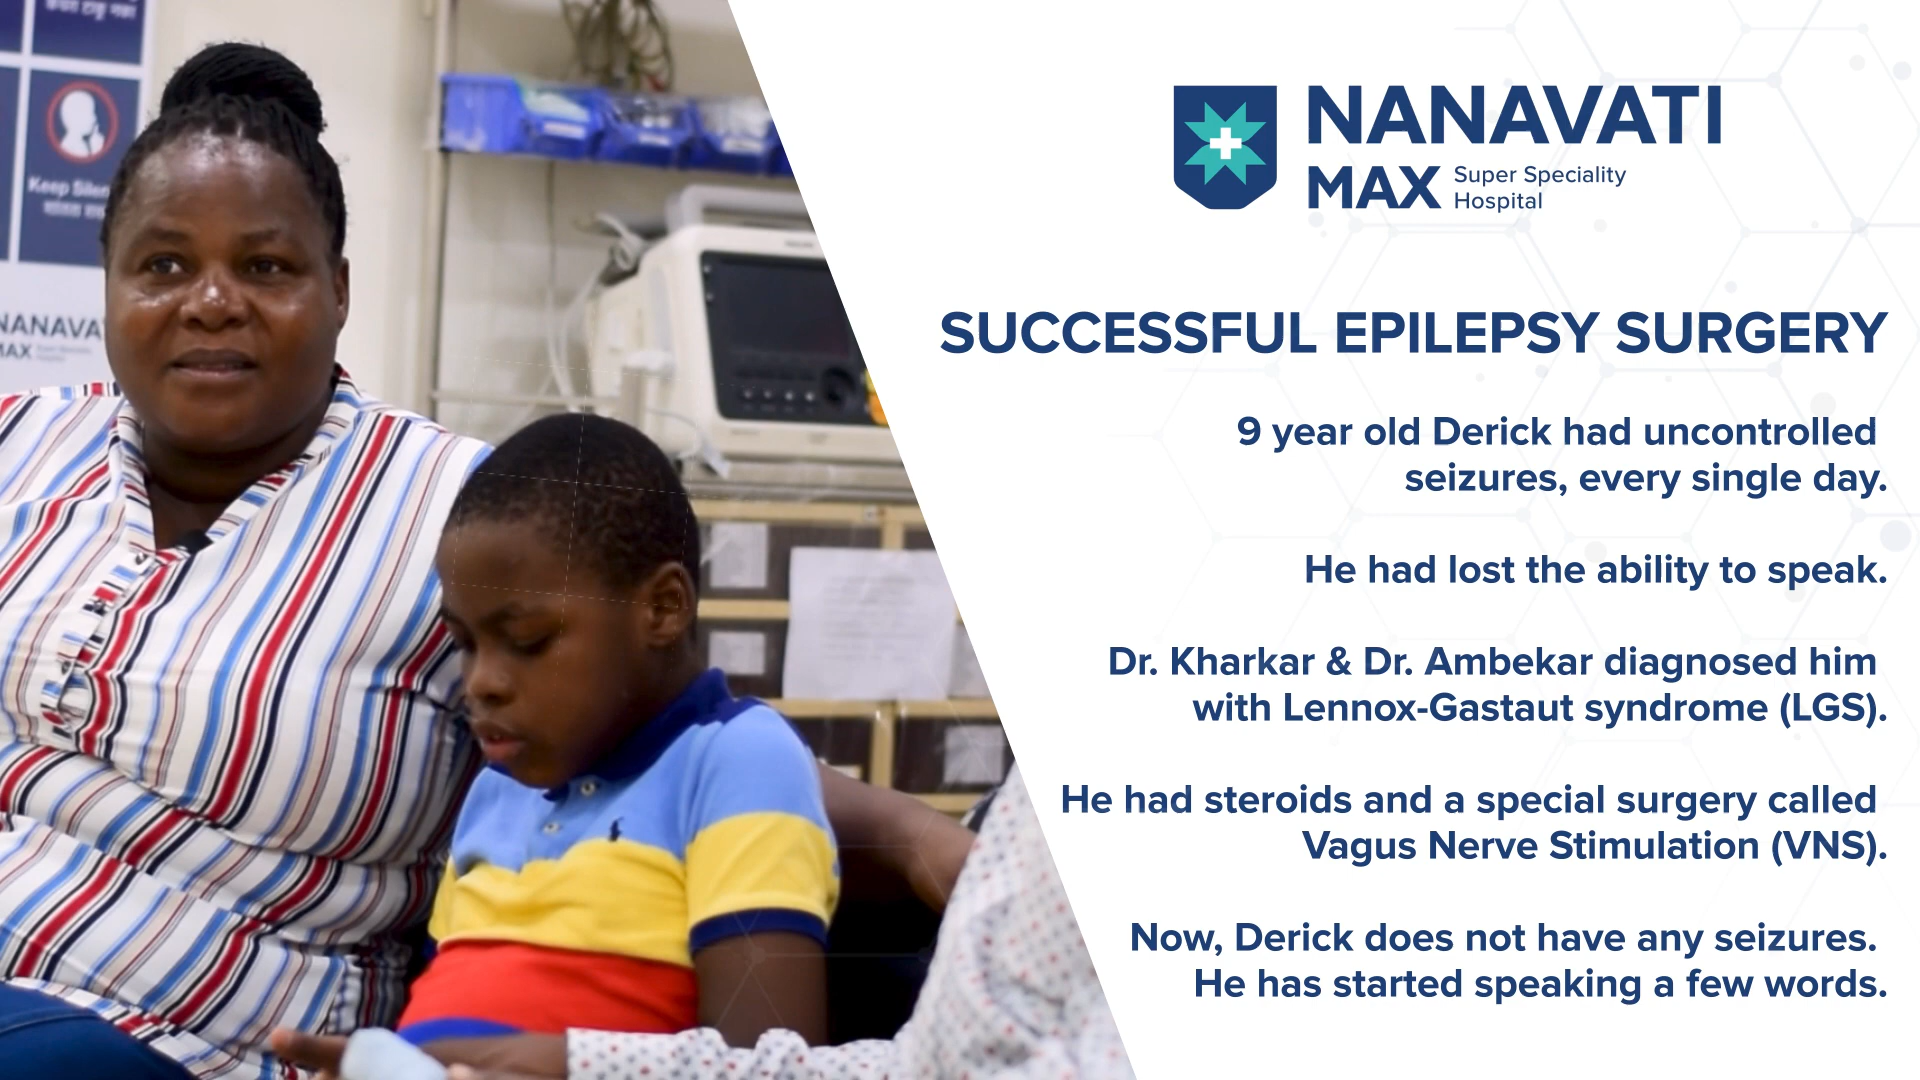 Keep Silen
NANAVA
MAX
NANAVATI
MAX Super Speciality
Hospital
SUCCESSFUL EPILEPSY SURGERY
9 year old Derick had uncontrolled
seizures, every single day.
He had lost the ability to speak.
Dr. Kharkar & Dr. Ambekar diagnosed him
with Lennox-Gastaut syndrome (LGS).
He had steroids and a special surgery called
Vagus Nerve Stimulation (VNS).
Now, Derick does not have any seizures.
He has started speaking a few words.